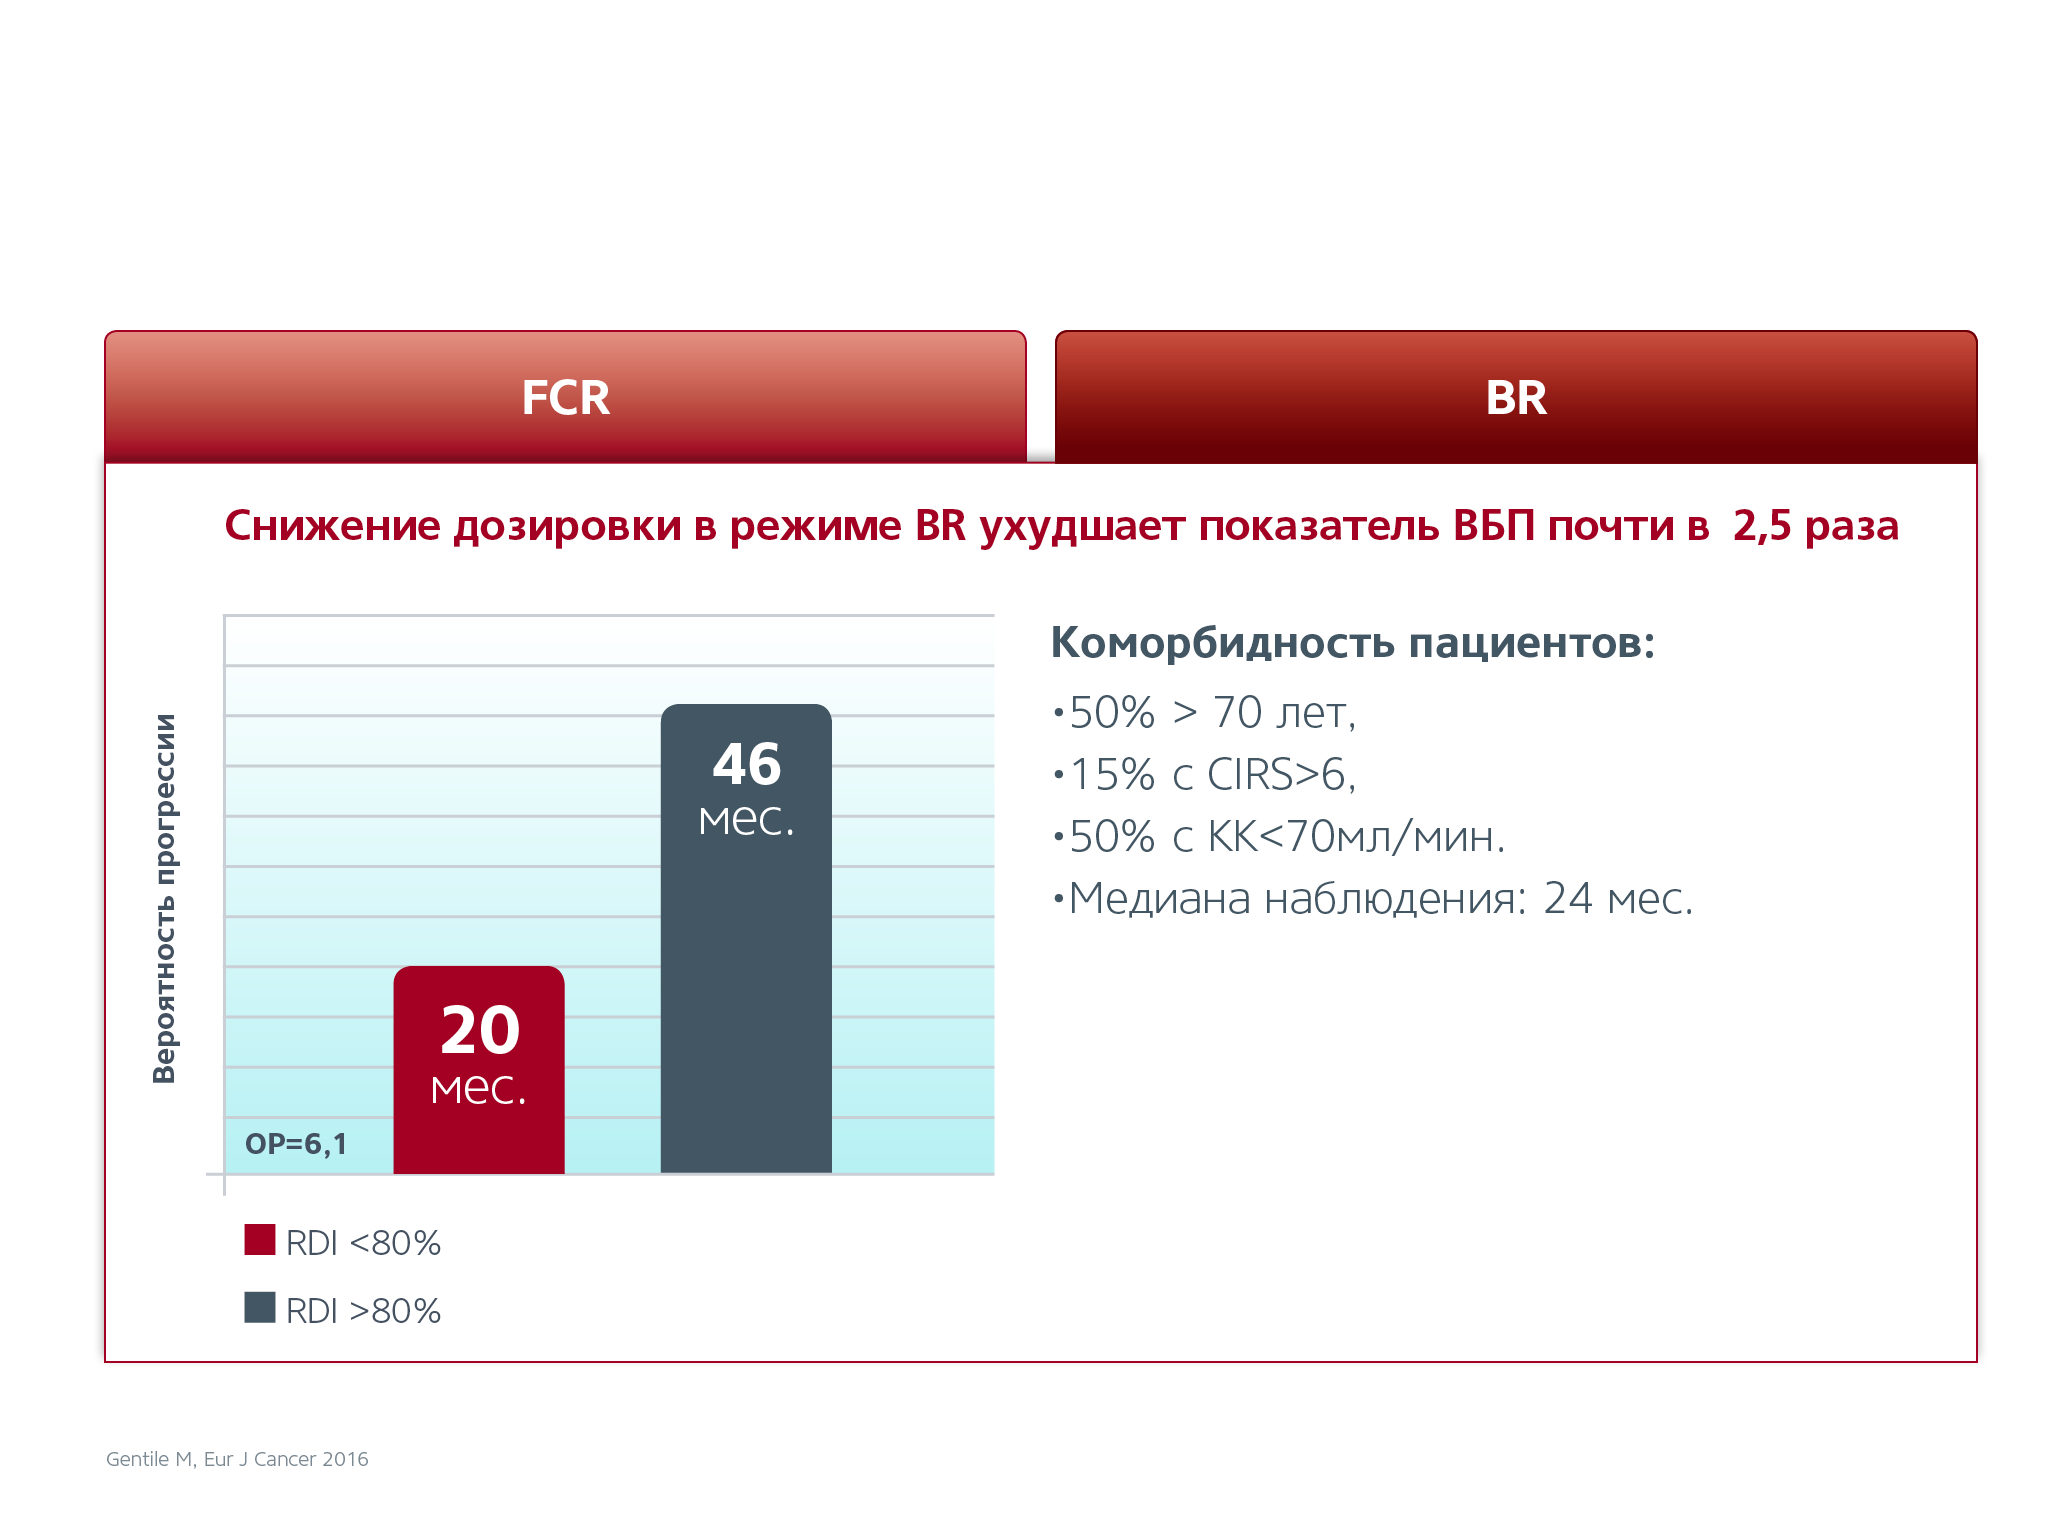 FCR
BR
Снижение дозировки в режиме BR ухудшает показатель ВБП почти в 2,5 раза
Вероятность прогрессии
46
мес.
20
мес.
ОР=6,1
RDI <80%
RDI >80%
Коморбидность пациентов:
•50% > 70 лет,
•15% с CIRS>6,
•50% с КК<70мл/мин.
•Медиана наблюдения: 24 мес.
Gentile M, Eur J Cancer 2016